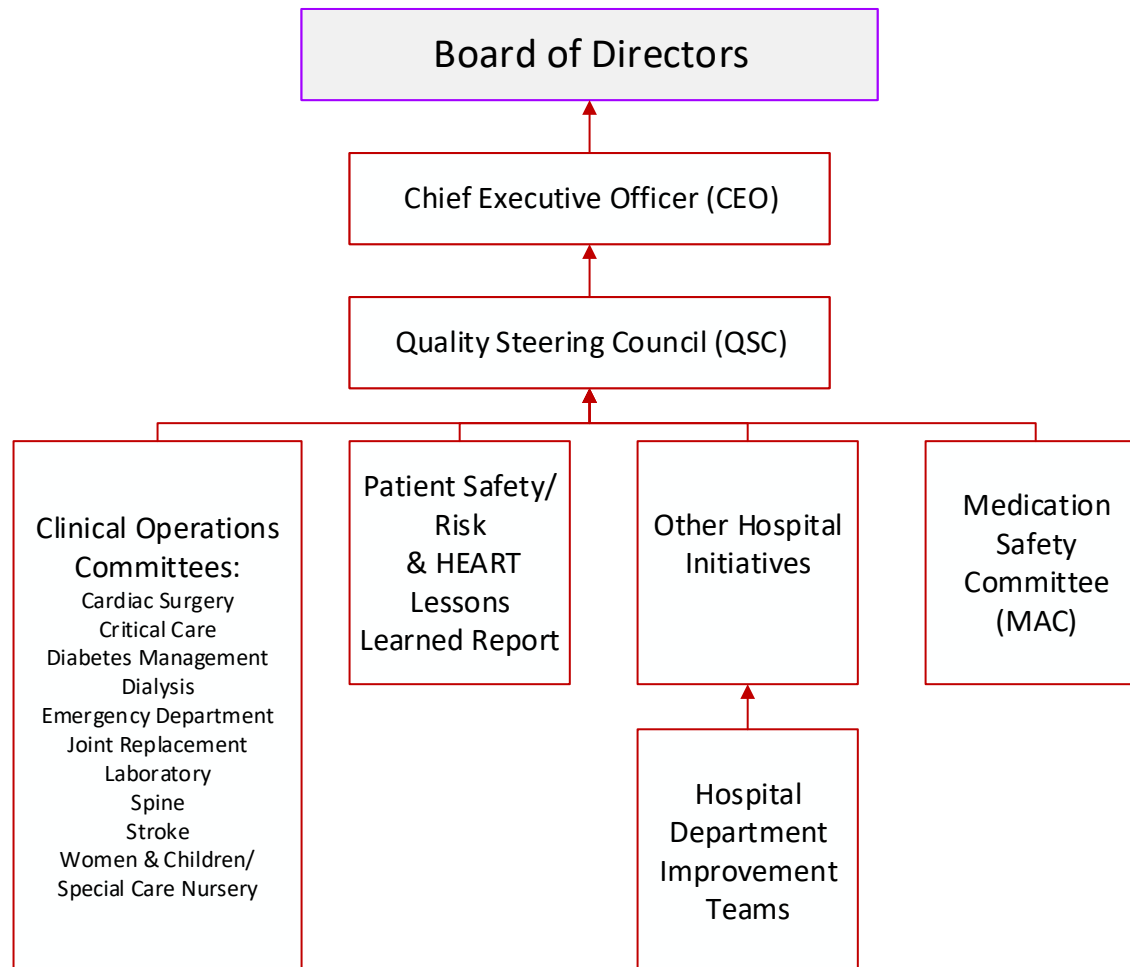 Board of Directors
Chief Executive Officer (CEO)
Quality Steering Council (QSC)
Clinical Operations
Committees:
Cardiac Surgery
Critical Care
Diabetes Management
Dialysis
Emergency Department
Joint Replacement
Laboratory
Spine
Stroke
Women & Children/
Special Care Nursery
Patient Safety/
Risk
& HEART
Lessons
Learned Report
Other Hospital
Initiatives
Medication
Safety
Committee
(MAC)
Hospital
Department
Improvement
Teams